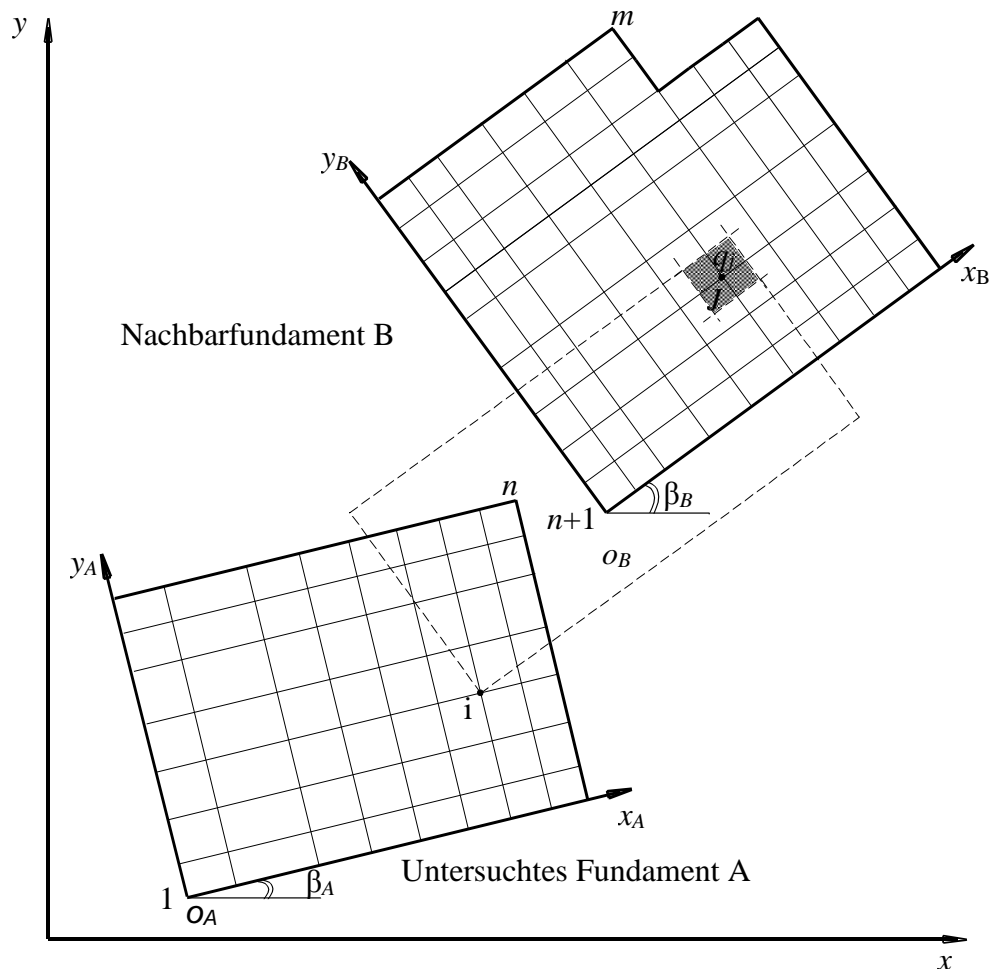 y
m
y_B
q_j
x_B
j
Nachbarfundament B
n
β_B
n+1
o_B
y_A
i
x_A
Untersuchtes Fundament A
β_A
1
O_A
x